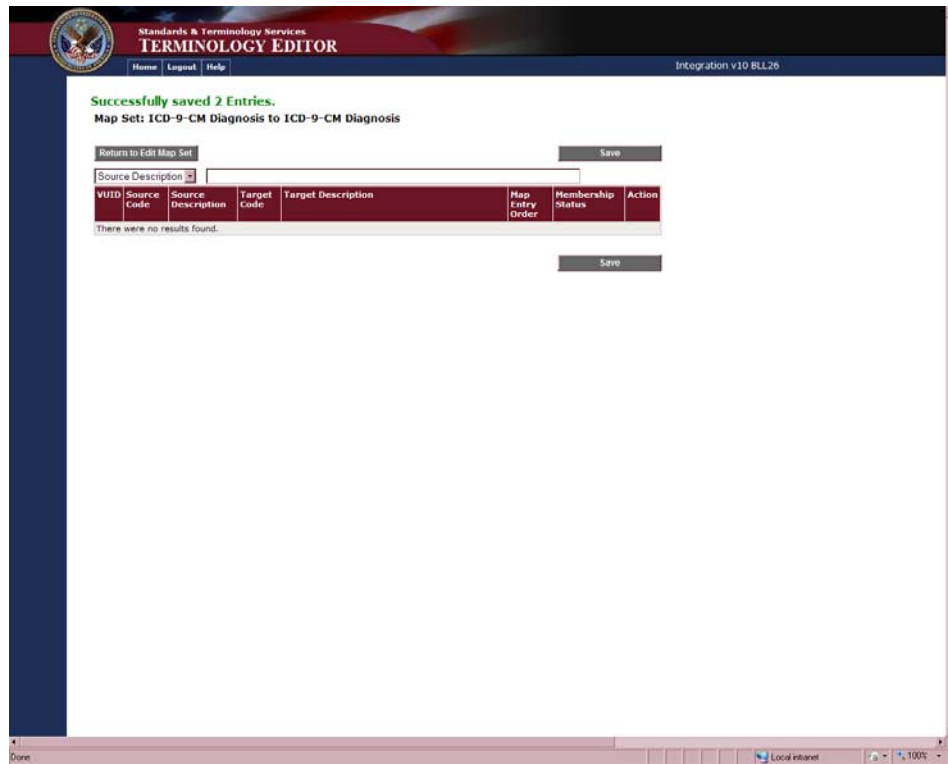 Standards & Terminology Services
TERMINOLOGY EDITOR
Home Logout Help
Integration v10 BLL26
Successfully saved 2 Entries.
Map Set: ICD-9-CM Diagnosis to ICD-9-CM Diagnosis
Return to Edit Map Set
Save
Source Description
VUID Source Code Source Description Target Code Target Description Map Entry Order Membership Status Action
There were no results found.
Save
Done
Local intranet
100%